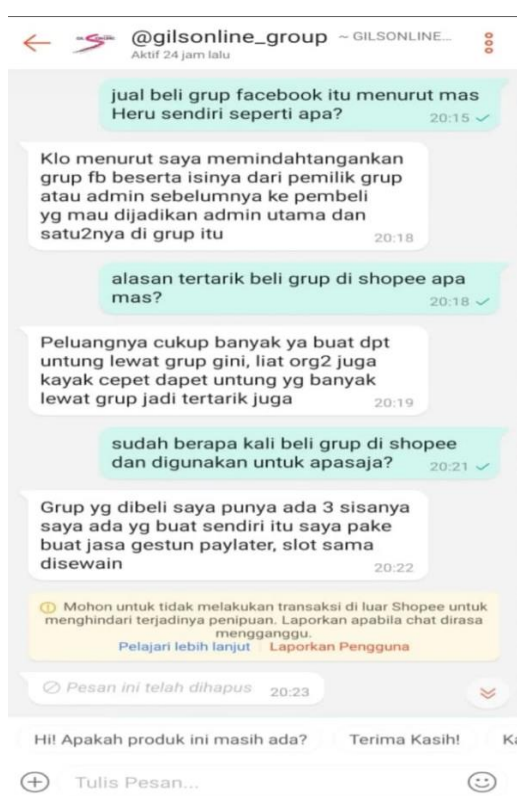 @gilsonline_group ~ GILSONLINE...
Aktif 24 jam lalu
jual beli grup facebook itu menurut mas
Heru sendiri seperti apa?
20:15
Klo menurut saya memindahtangankan
grup fb beserta isinya dari pemilik grup
atau admin sebelumnya ke pembeli
yg mau dijadikan admin utama dan
satu2nya di grup itu
20:18
alasan tertarik beli grup di shopee apa
mas?
20:18
Peluangnya cukup banyak ya buat dpt
untung lewat grup gini, liat org2 juga
kayak cepet dapet untung yg banyak
lewat grup jadi tertarik juga
20:19
sudah berapa kali beli grup di shopee
dan digunakan untuk apasaja?
20:21
Grup yg dibeli saya punya ada 3 sisanya
saya ada yg buat sendiri itu saya pake
buat jasa gestun paylater, slot sama
disewain
20:22
Mohon untuk tidak melakukan transaksi di luar Shopee untuk
menghindari terjadinya penipuan. Laporkan apabila chat dirasa
mengganggu.
Pelajari lebih lanjut Laporkan Pengguna
Pesan ini telah dihapus 20:23
Hi! Apakah produk ini masih ada? Terima Kasih! Ka
Tulis Pesan...